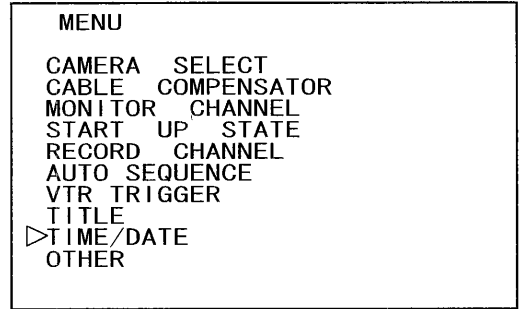 MENU
CAMERA SELECT
CABLE COMPENSATOR
MONITOR CHANNEL
START UP STATE
RECORD CHANNEL
AUTO SEQUENCE
VTR TRIGGER
TITLE
▷TIME/DATE
OTHER